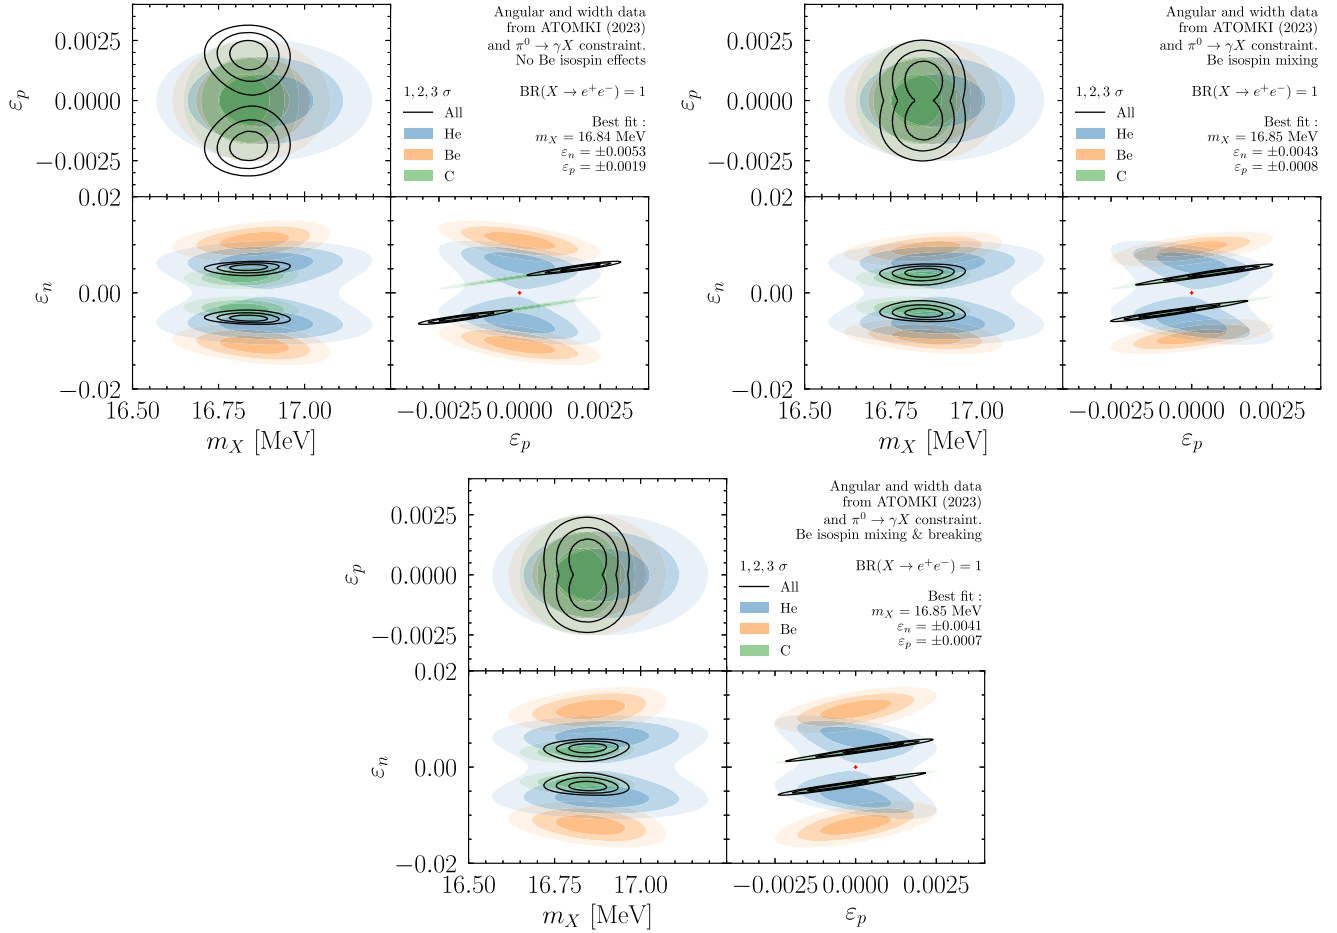 Angular and width data
from ATOMKI (2023)
and π⁰ → γX constraint.
No Be isospin effects
1, 2, 3 σ
BR(X → e⁺e⁻) = 1
All
He
Be
C
Best fit :
m_X = 16.84 MeV
ε_n = ±0.0053
ε_p = ±0.0019
0.0025
0.0000
−0.0025
ε_p
0.02
0.00
−0.02
ε_n
16.50 16.75 17.00
m_X [MeV]
−0.0025 0.0000 0.0025
ε_p
Angular and width data
from ATOMKI (2023)
and π⁰ → γX constraint.
Be isospin mixing
1, 2, 3 σ
BR(X → e⁺e⁻) = 1
All
He
Be
C
Best fit :
m_X = 16.85 MeV
ε_n = ±0.0043
ε_p = ±0.0008
0.0025
0.0000
−0.0025
ε_p
0.02
0.00
−0.02
ε_n
16.50 16.75 17.00
m_X [MeV]
−0.0025 0.0000 0.0025
ε_p
Angular and width data
from ATOMKI (2023)
and π⁰ → γX constraint.
Be isospin mixing & breaking
1, 2, 3 σ
BR(X → e⁺e⁻) = 1
All
He
Be
C
Best fit :
m_X = 16.85 MeV
ε_n = ±0.0041
ε_p = ±0.0007
0.0025
0.0000
−0.0025
ε_p
0.02
0.00
−0.02
ε_n
16.50 16.75 17.00
m_X [MeV]
−0.0025 0.0000 0.0025
ε_p